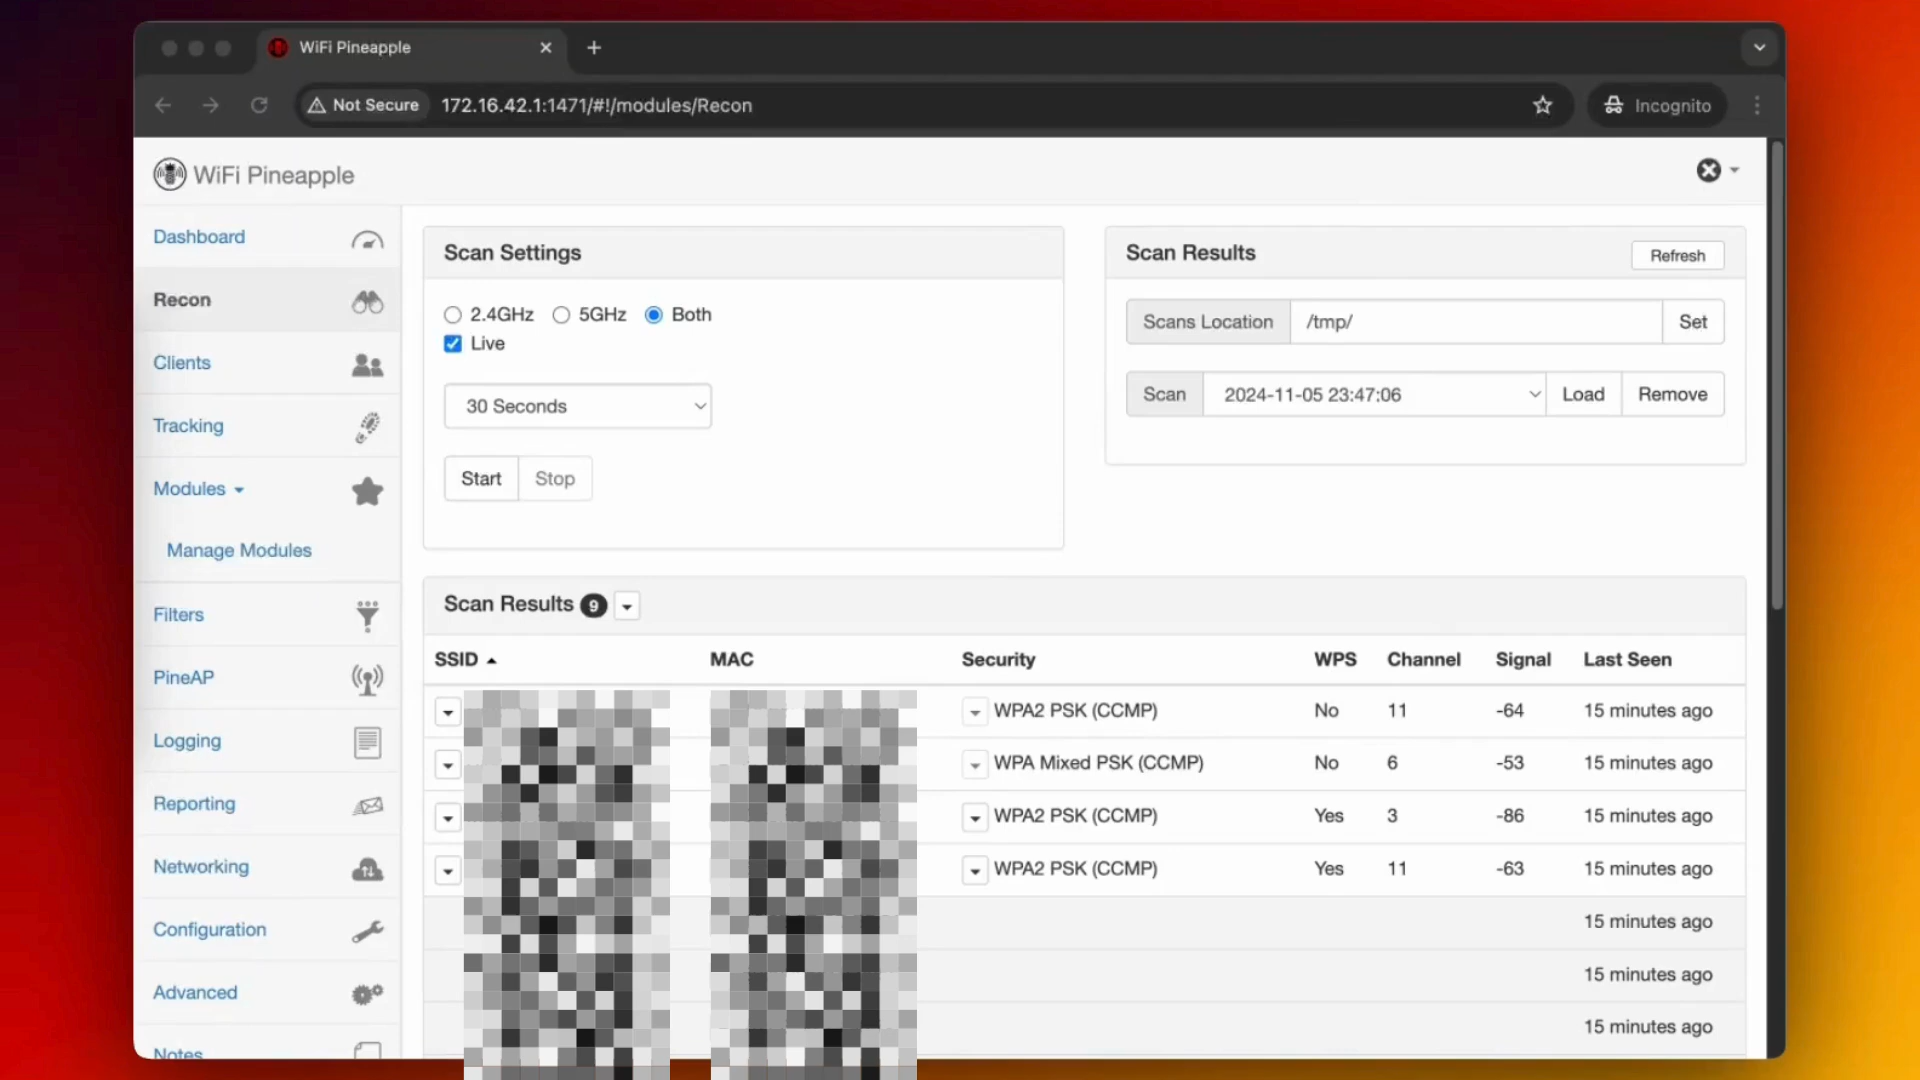 WiFi Pineapple
Not Secure
172.16.42.1:1471/#!/modules/Recon
Incognito
WiFi Pineapple
Dashboard
Recon
Clients
Tracking
Modules
Manage Modules
Filters
PineAP
Logging
Reporting
Networking
Configuration
Advanced
Notes
Scan Settings
2.4GHz 5GHz Both
Live
30 Seconds
Start Stop
Scan Results Refresh
Scans Location /tmp/ Set
Scan 2024-11-05 23:47:06 Load Remove
Scan Results 9
SSID MAC Security WPS Channel Signal Last Seen
WPA2 PSK (CCMP) No 11 -64 15 minutes ago
WPA Mixed PSK (CCMP) No 6 -53 15 minutes ago
WPA2 PSK (CCMP) Yes 3 -86 15 minutes ago
WPA2 PSK (CCMP) Yes 11 -63 15 minutes ago
15 minutes ago
15 minutes ago
15 minutes ago